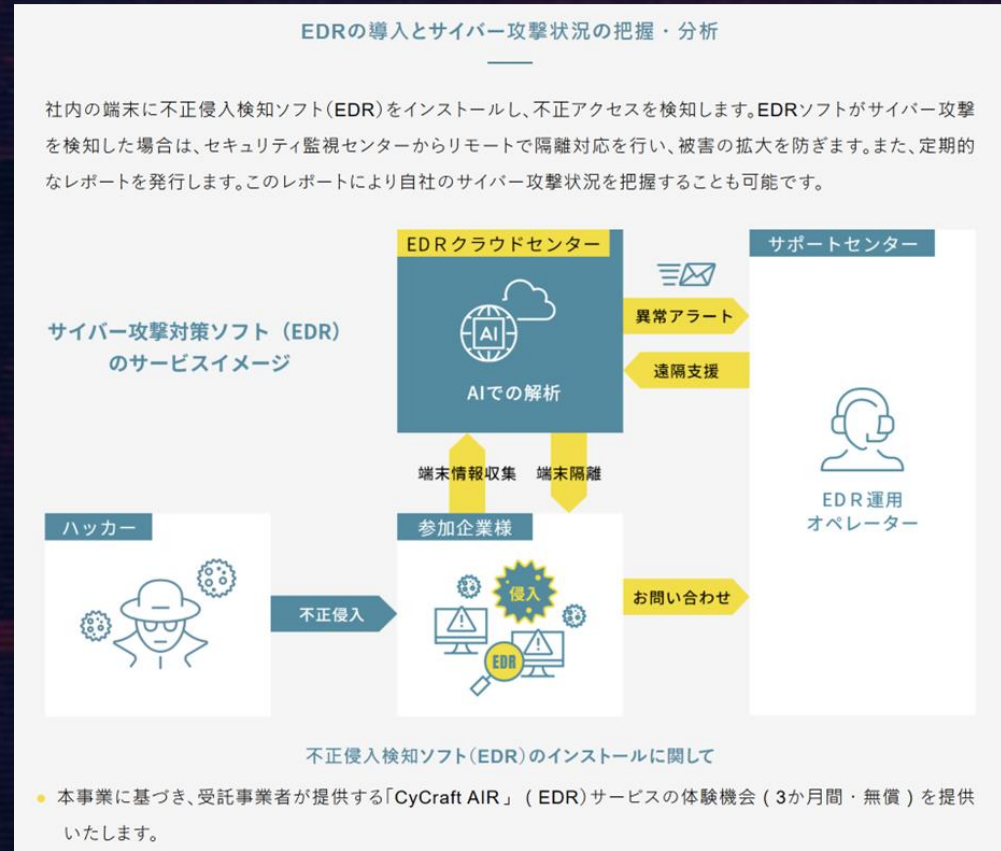 EDRの導入とサイバー攻撃状況の把握・分析
社内の端末に不正侵入検知ソフト(EDR)をインストールし、不正アクセスを検知します。EDRソフトがサイバー攻撃
を検知した場合は、セキュリティ監視センターからリモートで隔離対応を行い、被害の拡大を防ぎます。また、定期的
なレポートを発行します。このレポートにより自社のサイバー攻撃状況を把握することも可能です。
サイバー攻撃対策ソフト（EDR）
のサービスイメージ
EDRクラウドセンター
AI
AIでの解析
異常アラート
遠隔支援
サポートセンター
EDR運用
オペレーター
端末情報収集
端末隔離
ハッカー
不正侵入
参加企業様
侵入
EDR
お問い合わせ
不正侵入検知ソフト(EDR)のインストールに関して
• 本事業に基づき、受託事業者が提供する「CyCraft AIR」(EDR)サービスの体験機会(3か月間・無償)を提供
いたします。